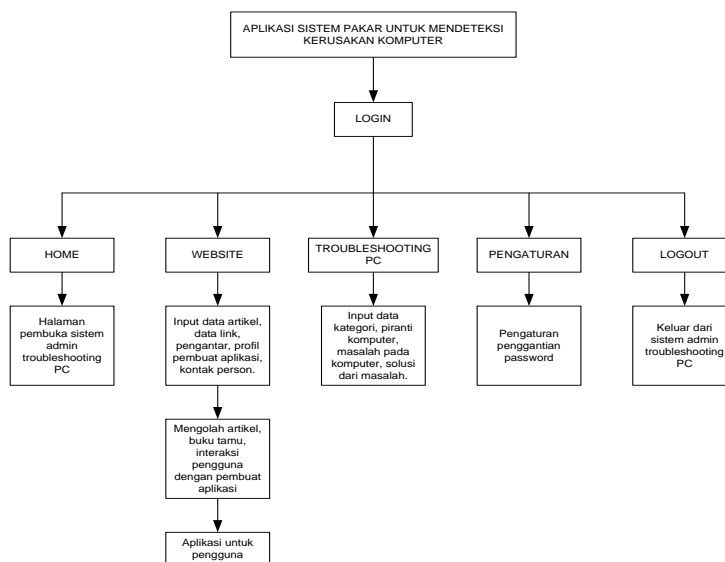 APLIKASI SISTEM PAKAR UNTUK MENDETEKSI
KERUSAKAN KOMPUTER
LOGIN
HOME
WEBSITE
TROUBLESHOOTING
PC
PENGATURAN
LOGOUT
Halaman
pembuka sistem
admin
troubleshooting
PC
Input data artikel,
data link,
pengantar, profil
pembuat aplikasi,
kontak person.
Input data
kategori, piranti
komputer,
masalah pada
komputer, solusi
dari masalah.
Pengaturan
penggantian
password
Keluar dari
sistem admin
troubleshooting
PC
Mengolah artikel,
buku tamu,
interaksi
pengguna
dengan pembuat
aplikasi
Aplikasi untuk
pengguna